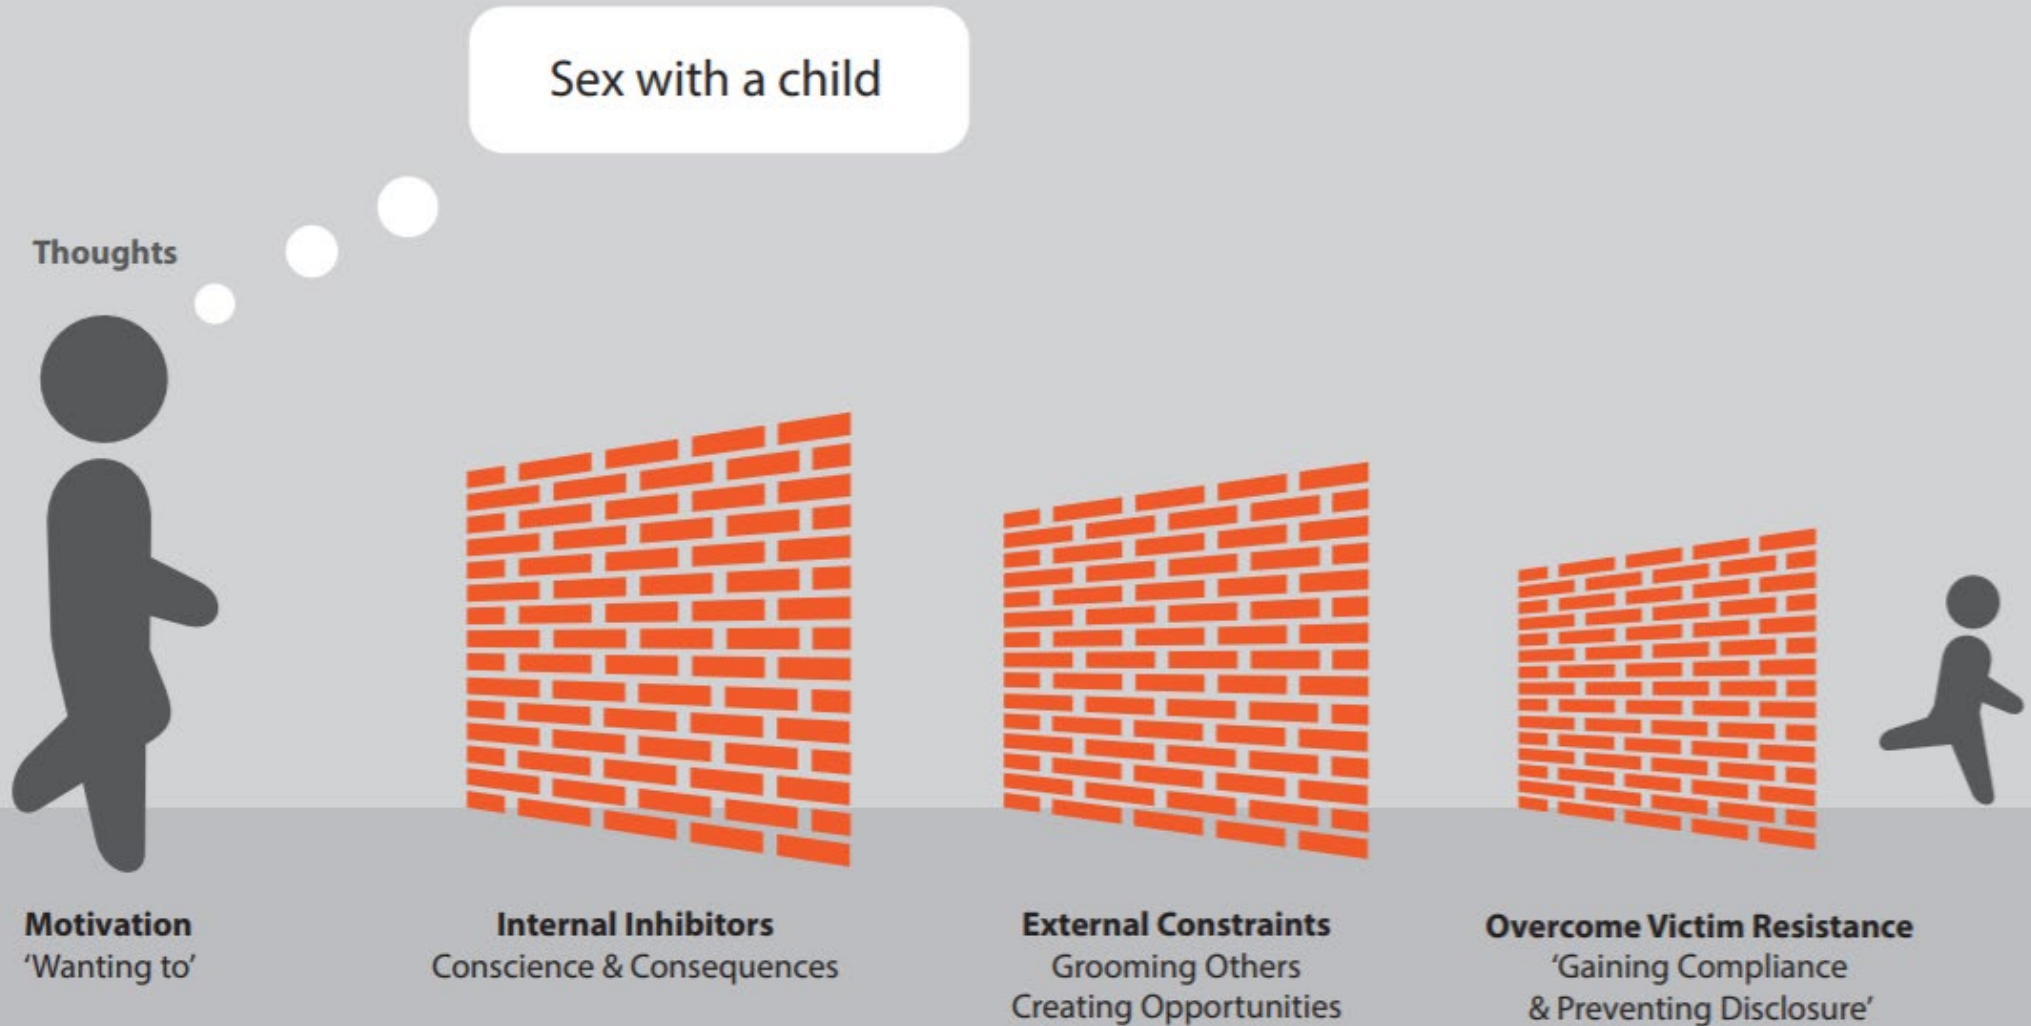 Sex with a child
Thoughts
Motivation
‘Wanting to’
Internal Inhibitors
Conscience & Consequences
External Constraints
Grooming Others
Creating Opportunities
Overcome Victim Resistance
‘Gaining Compliance
& Preventing Disclosure’